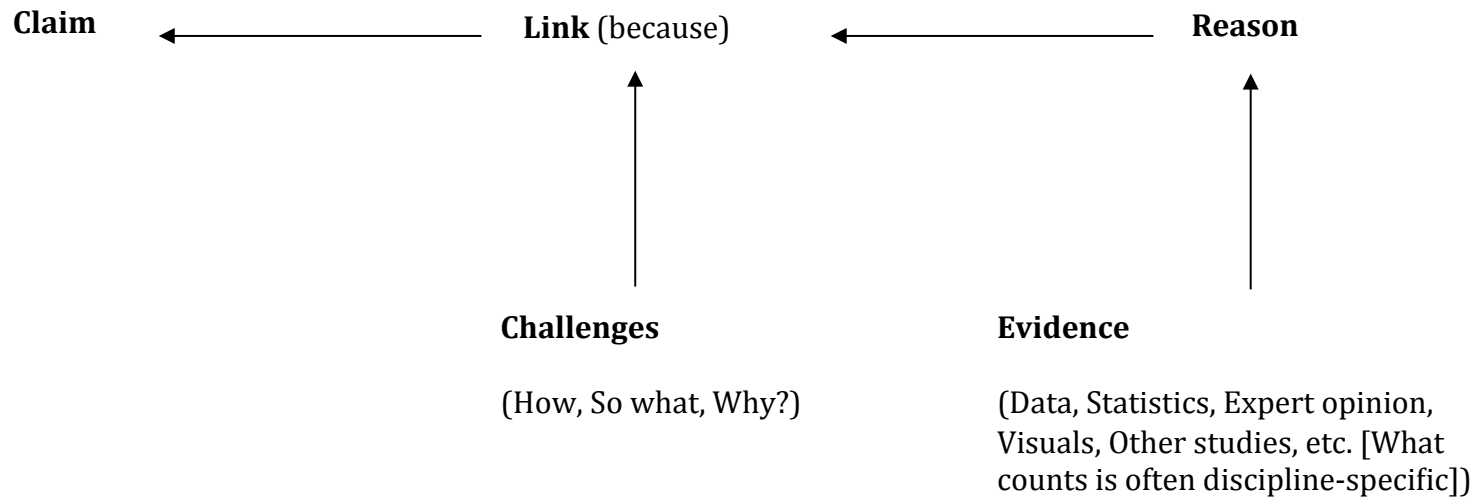 Claim
Link (because)
Reason
Challenges
(How, So what, Why?)
Evidence
(Data, Statistics, Expert opinion,
Visuals, Other studies, etc. [What
counts is often discipline-specific])